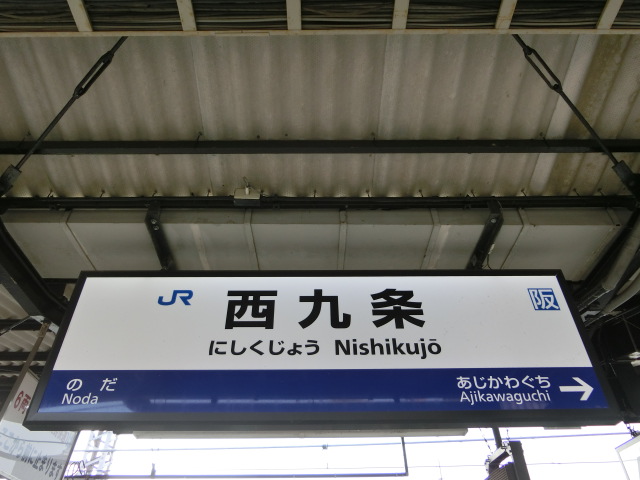 JR 西九条 阪
にしくじょう Nishikujō
のだ あじかわぐち
Noda Ajikawaguchi